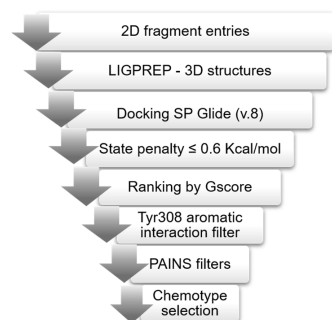 2D fragment entries
LIGPREP - 3D structures
Docking SP Glide (v.8)
State penalty ≤ 0.6 Kcal/mol
Ranking by Gscore
Tyr308 aromatic
interaction filter
PAINS filters
Chemotype
selection